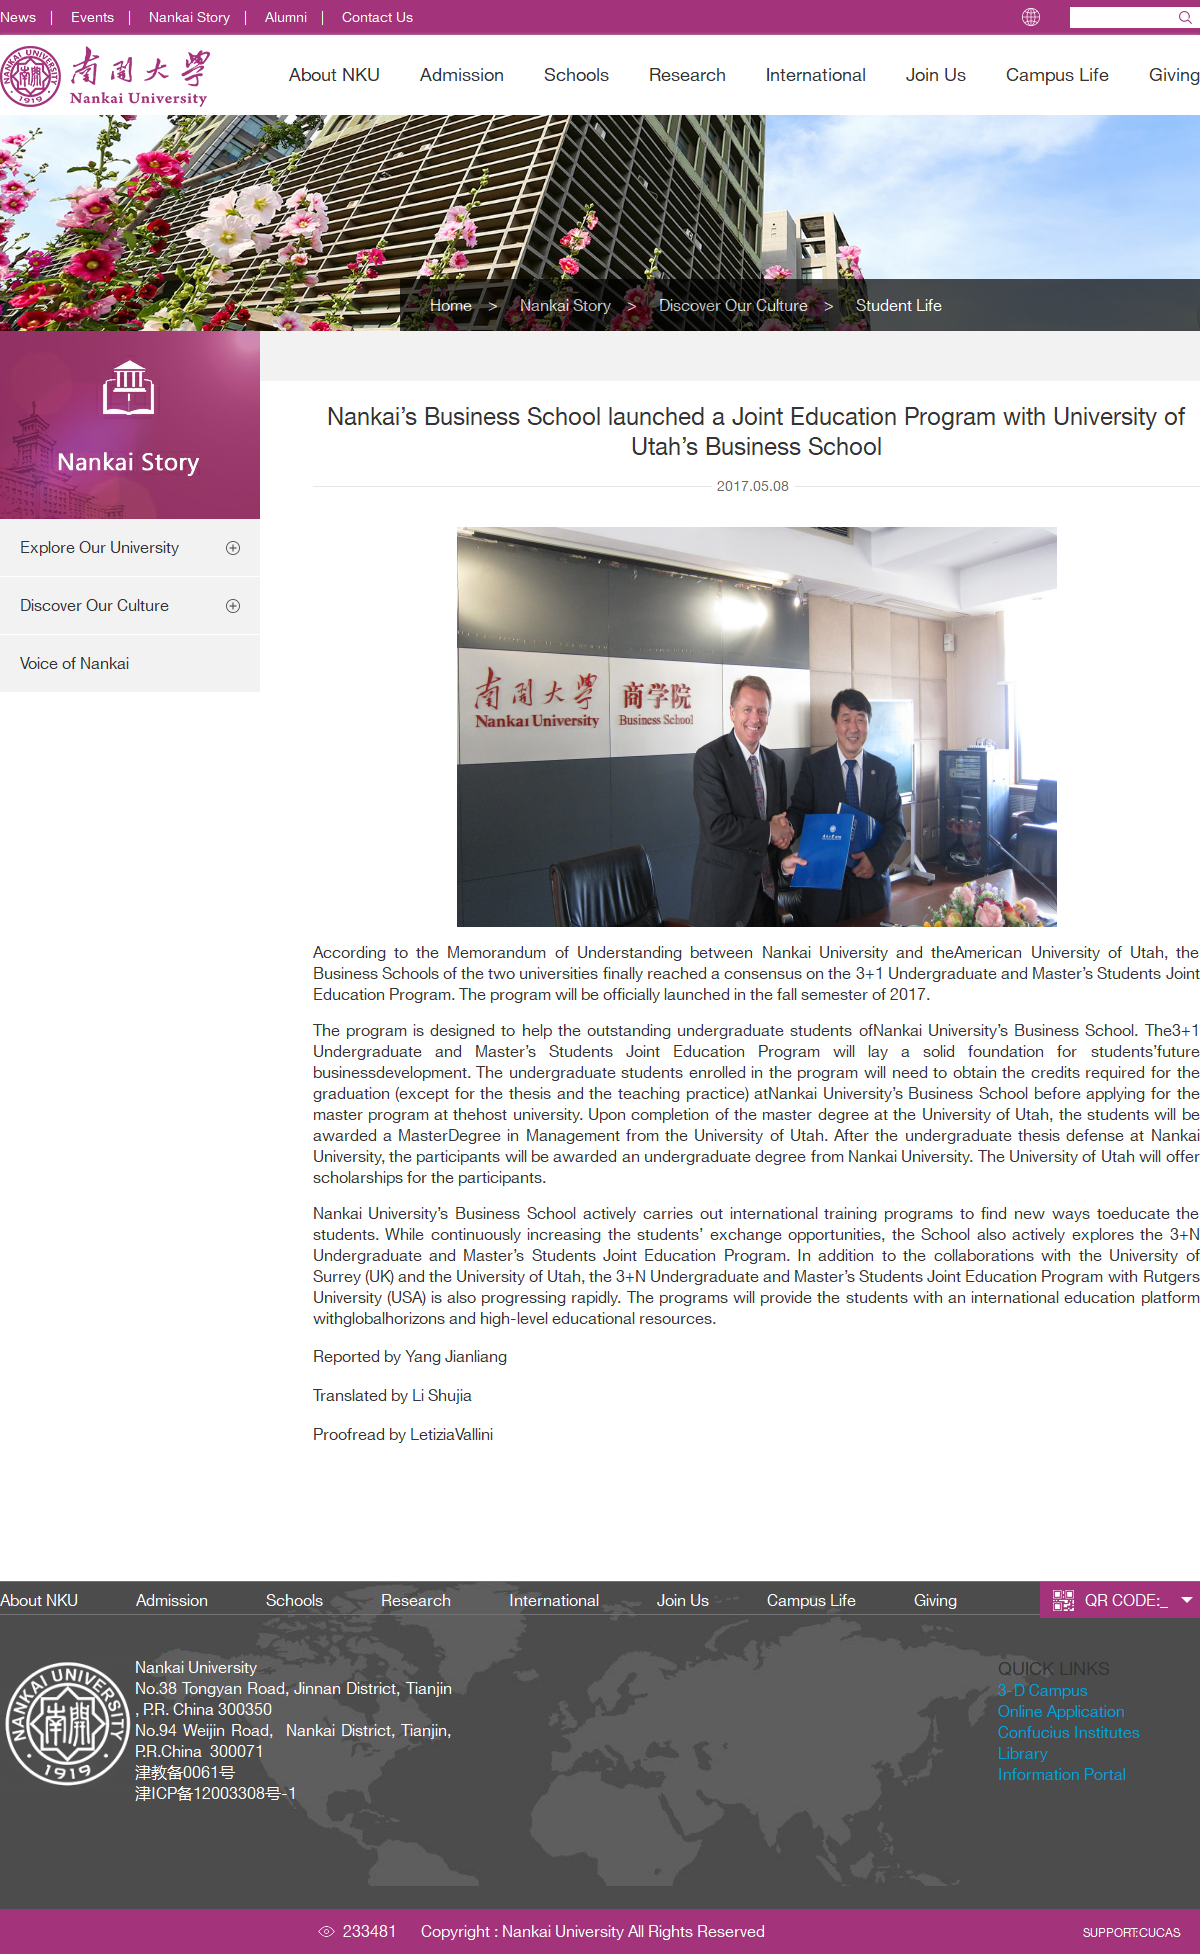 News | Events | Nankai Story | Alumni | Contact Us
NANKAI UNIVERSITY
1919
南開大學
Nankai University
About NKU Admission Schools Research International Join Us Campus Life Giving
Home > Nankai Story > Discover Our Culture > Student Life
Nankai Story
Explore Our University
Discover Our Culture
Voice of Nankai
Nankai’s Business School launched a Joint Education Program with University of
Utah’s Business School
2017.05.08
南開大學 商学院
Nankai University Business School
According to the Memorandum of Understanding between Nankai University and theAmerican University of Utah, the
Business Schools of the two universities finally reached a consensus on the 3+1 Undergraduate and Master’s Students Joint
Education Program. The program will be officially launched in the fall semester of 2017.
The program is designed to help the outstanding undergraduate students ofNankai University’s Business School. The3+1
Undergraduate and Master’s Students Joint Education Program will lay a solid foundation for students’future
businessdevelopment. The undergraduate students enrolled in the program will need to obtain the credits required for the
graduation (except for the thesis and the teaching practice) atNankai University’s Business School before applying for the
master program at thehost university. Upon completion of the master degree at the University of Utah, the students will be
awarded a MasterDegree in Management from the University of Utah. After the undergraduate thesis defense at Nankai
University, the participants will be awarded an undergraduate degree from Nankai University. The University of Utah will offer
scholarships for the participants.
Nankai University’s Business School actively carries out international training programs to find new ways toeducate the
students. While continuously increasing the students’ exchange opportunities, the School also actively explores the 3+N
Undergraduate and Master’s Students Joint Education Program. In addition to the collaborations with the University of
Surrey (UK) and the University of Utah, the 3+N Undergraduate and Master’s Students Joint Education Program with Rutgers
University (USA) is also progressing rapidly. The programs will provide the students with an international education platform
withglobalhorizons and high-level educational resources.
Reported by Yang Jianliang
Translated by Li Shujia
Proofread by LetiziaVallini
About NKU Admission Schools Research International Join Us Campus Life Giving QR CODE:_
NANKAI UNIVERSITY
南開
1919
Nankai University
No.38 Tongyan Road, Jinnan District, Tianjin
, P.R. China 300350
No.94 Weijin Road, Nankai District, Tianjin,
P.R.China 300071
津教备0061号
津ICP备12003308号-1
QUICK LINKS
3-D Campus
Online Application
Confucius Institutes
Library
Information Portal
233481 Copyright : Nankai University All Rights Reserved
SUPPORT:CUCAS